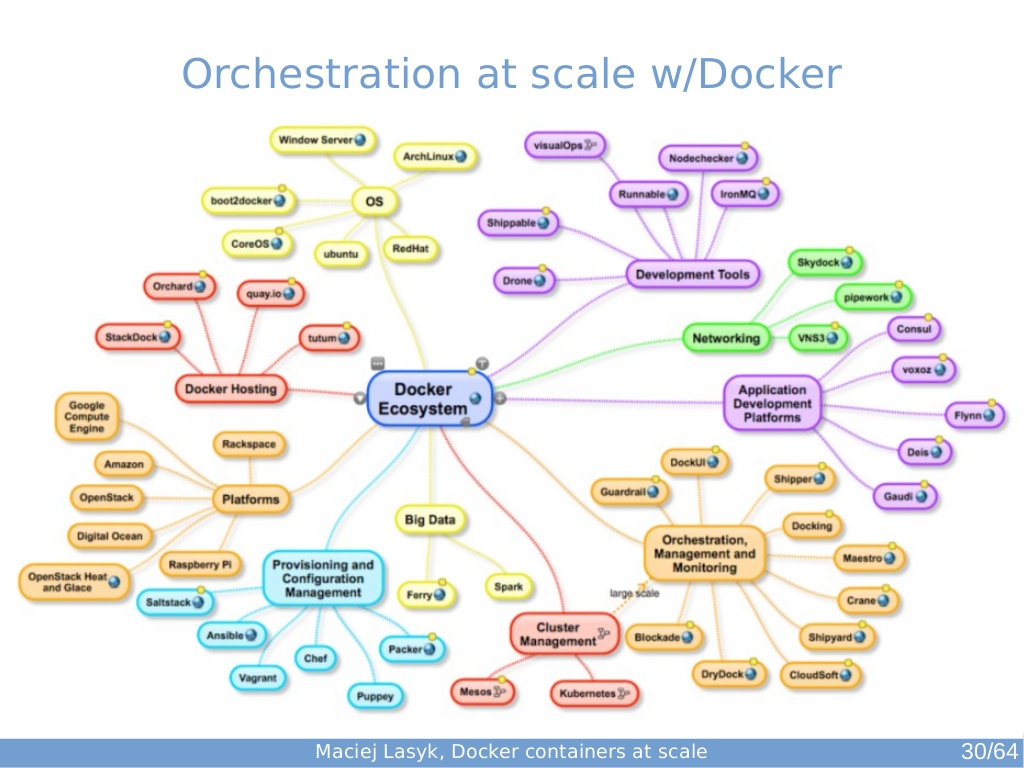 Orchestration at scale w/Docker
Window Server
ArchLinux
boot2docker
OS
CoreOS
ubuntu
RedHat
visualOps
Nodechecker
Runnable
IronMQ
Shippable
Drone
Development Tools
Skydock
pipework
Networking
VNS3
Orchard
quay.io
StackDock
tutum
Docker Hosting
Docker
Ecosystem
Consul
voxoz
Application
Development
Platforms
Flynn
Deis
Gaudi
Google
Compute
Engine
Rackspace
Amazon
OpenStack
Platforms
Digital Ocean
Raspberry Pi
OpenStack Heat
and Glace
Big Data
Ferry
Spark
Provisioning and
Configuration
Management
Saltstack
Ansible
Vagrant
Chef
Puppey
Packer
DockUI
Guardrail
Shipper
Docking
Orchestration,
Management and
Monitoring
Maestro
large scale
Crane
Cluster
Management
Blockade
Shipyard
DryDock
CloudSoft
Mesos
Kubernetes
Maciej Lasyk, Docker containers at scale
30/64